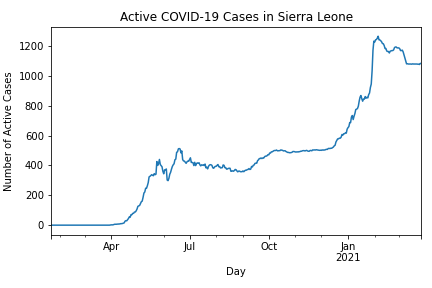 Active COVID-19 Cases in Sierra Leone
Number of Active Cases
1200
1000
800
600
400
200
0
Apr
Jul
Oct
Jan
2021
Day